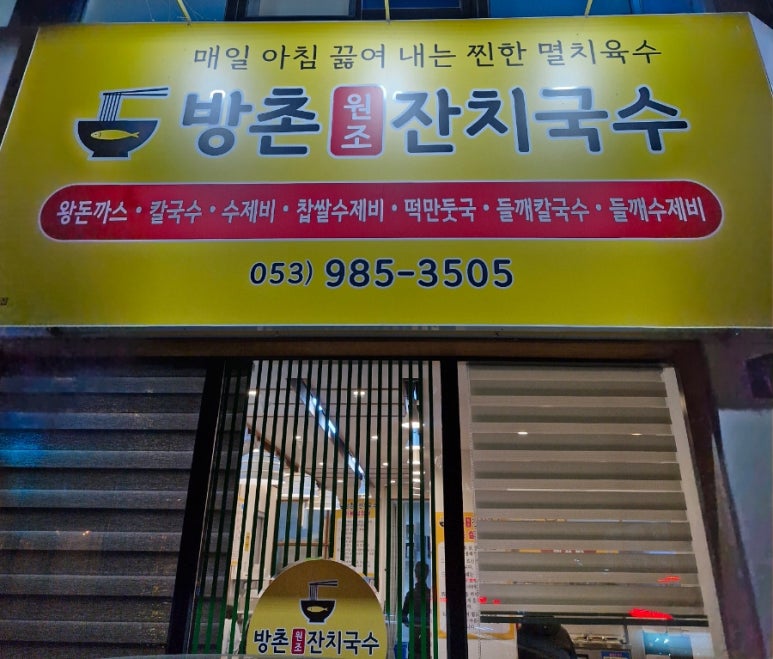 매일 아침 끓여 내는 찐한 멸치육수
방촌 원조 잔치국수
왕돈까스 · 칼국수 · 수제비 · 찹쌀수제비 · 떡만둣국 · 들깨칼국수 · 들깨수제비
053) 985-3505
방촌 원조 잔치국수